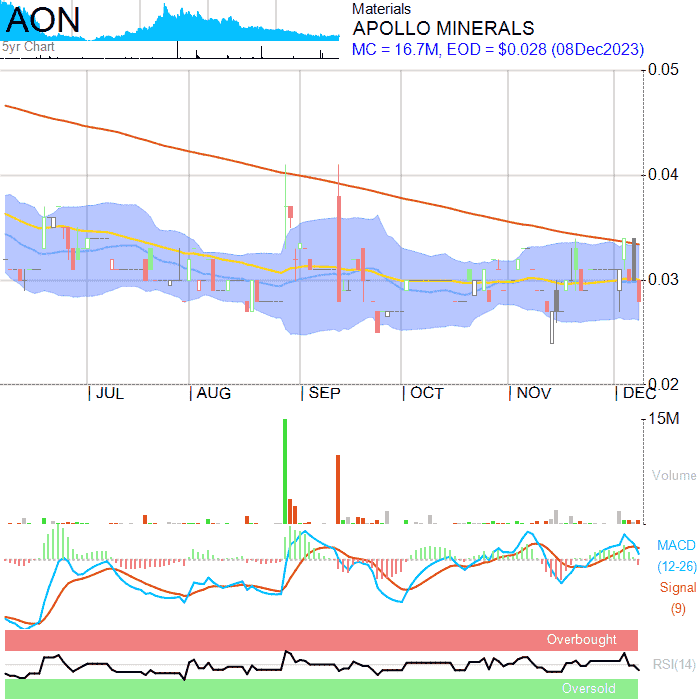 AON
5yr Chart
Materials
APOLLO MINERALS
MC = 16.7M, EOD = $0.028 (08Dec2023)
0.05
0.04
0.03
0.02
JUL
AUG
SEP
OCT
NOV
DEC
15M
Volume
MACD
(12-26)
Signal
(9)
Overbought
RSI(14)
Oversold